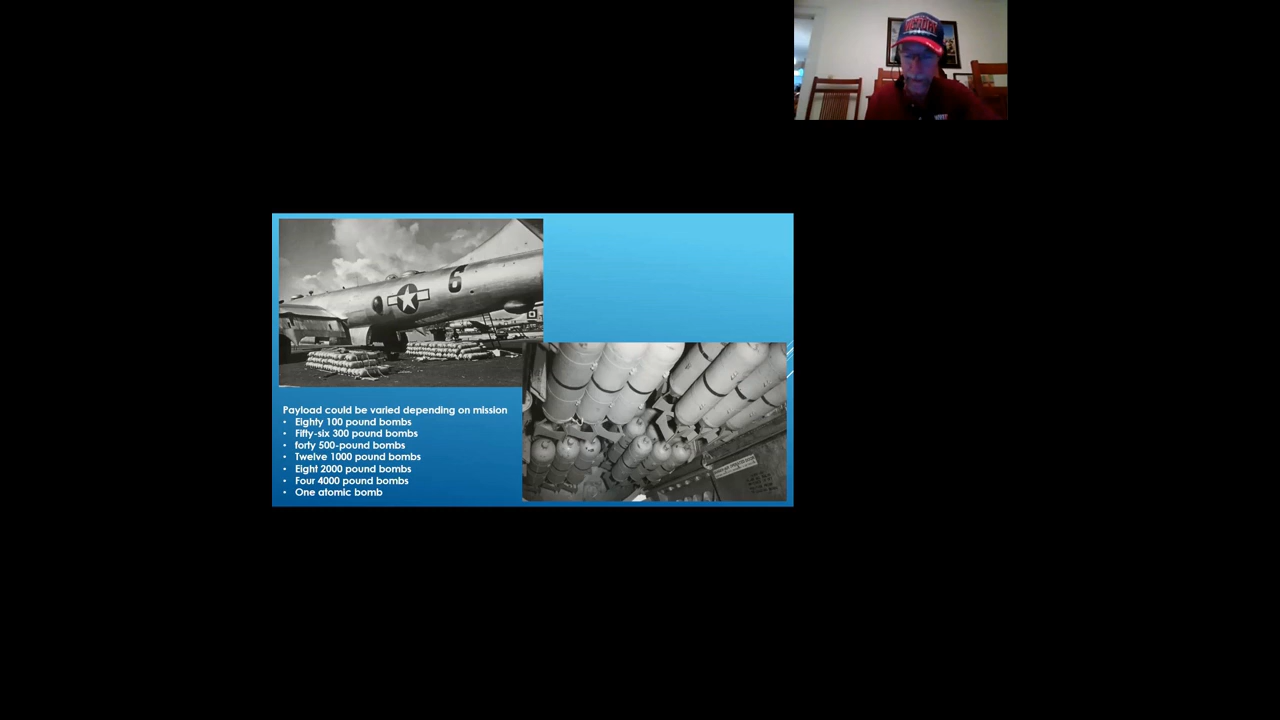 6
Payload could be varied depending on mission
• Eighty 100 pound bombs
• Fifty-six 300 pound bombs
• forty 500-pound bombs
• Twelve 1000 pound bombs
• Eight 2000 pound bombs
• Four 4000 pound bombs
• One atomic bomb